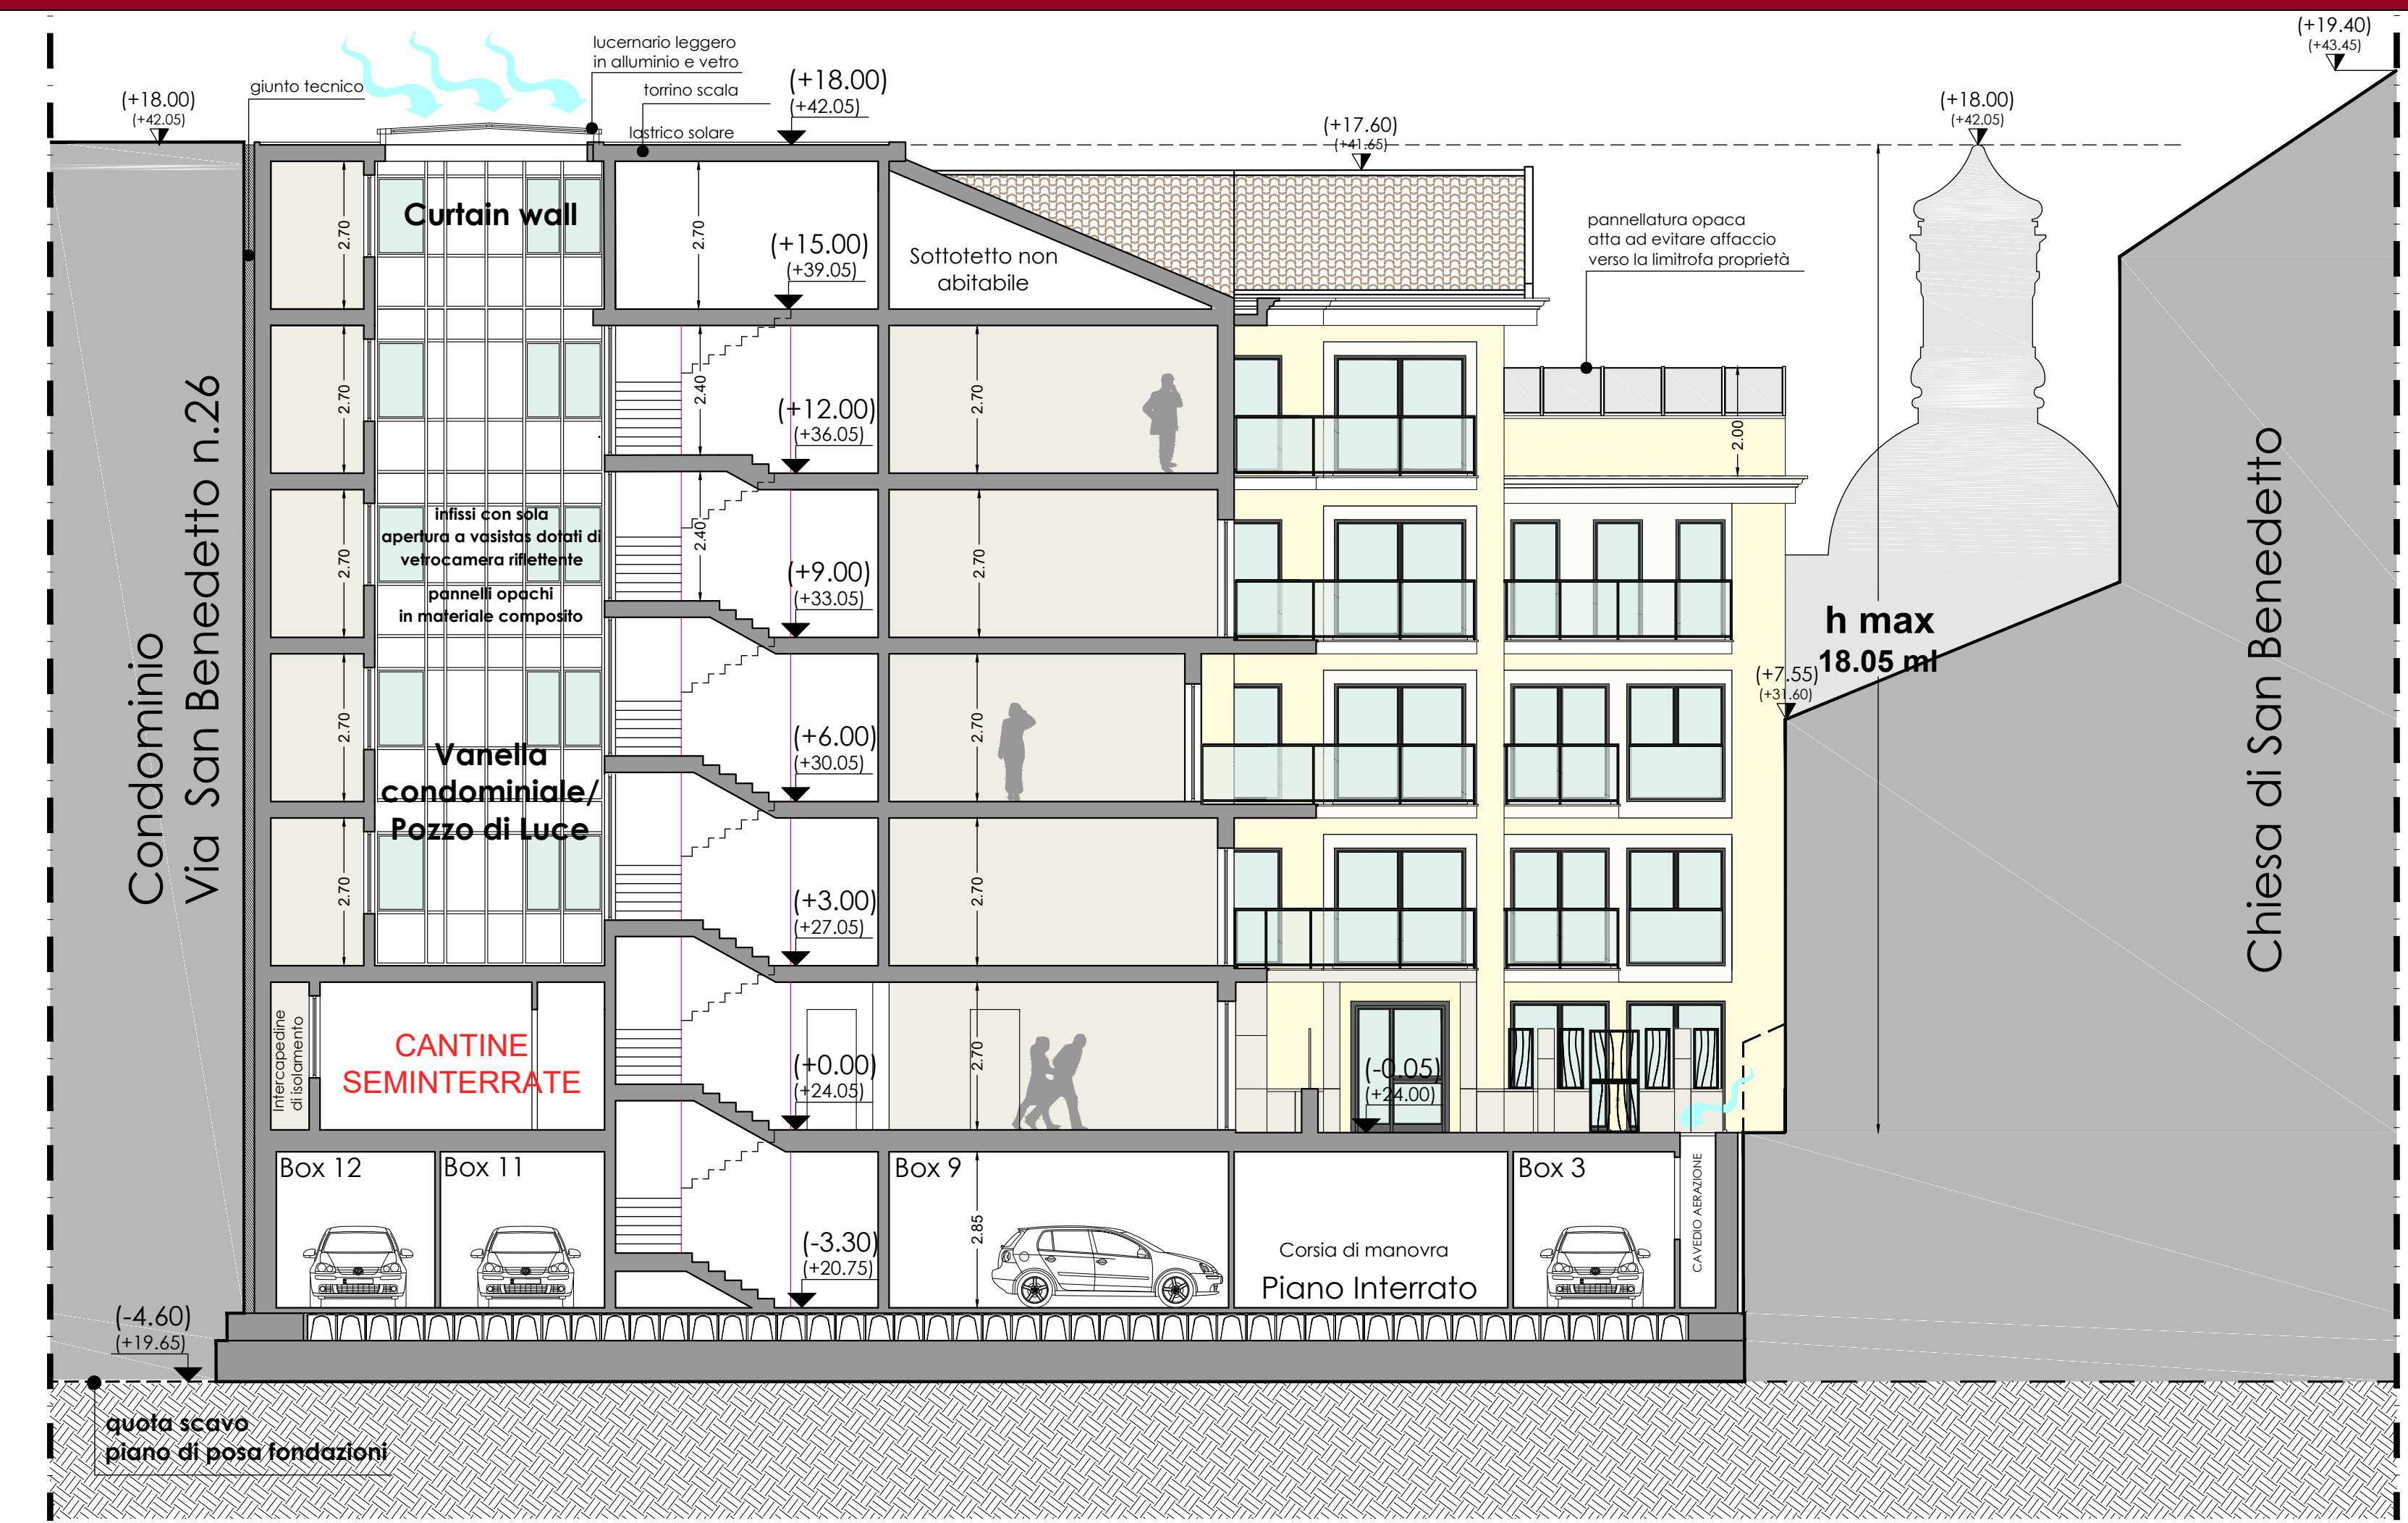 (+19.40)
(+43.45)
lucernario leggero
in alluminio e vetro
giunto tecnico
torrino scala
(+18.00)
(+42.05)
(+18.00)
(+42.05)
(+18.00)
(+42.05)
lastrico solare
(+17.60)
(+41.65)
Curtain wall
2.70
2.70
(+15.00)
(+39.05)
Sottotetto non
abitabile
pannellatura opaca
atta ad evitare affaccio
verso la limitrofa proprietà
2.70
2.40
(+12.00)
(+36.05)
2.70
2.00
Condominio
Via San Benedetto n.26
infissi con sola
apertura a vasistas dotati di
vetrocamera riflettente
pannelli opachi
in materiale composito
2.70
2.40
(+9.00)
(+33.05)
2.70
h max
18.05 ml
(+7.55)
(+31.60)
Chiesa di San Benedetto
2.70
Vanella
condominiale/
Pozzo di Luce
(+6.00)
(+30.05)
2.70
2.70
(+3.00)
(+27.05)
2.70
Intercapedine
di isolamento
CANTINE
SEMINTERRATE
(+0.00)
(+24.05)
2.70
(-0.05)
(+24.00)
Box 12
Box 11
Box 9
Box 3
CAVEDIO AERAZIONE
(-3.30)
(+20.75)
2.85
Corsia di manovra
Piano Interrato
(-4.60)
(+19.65)
quota scavo
piano di posa fondazioni